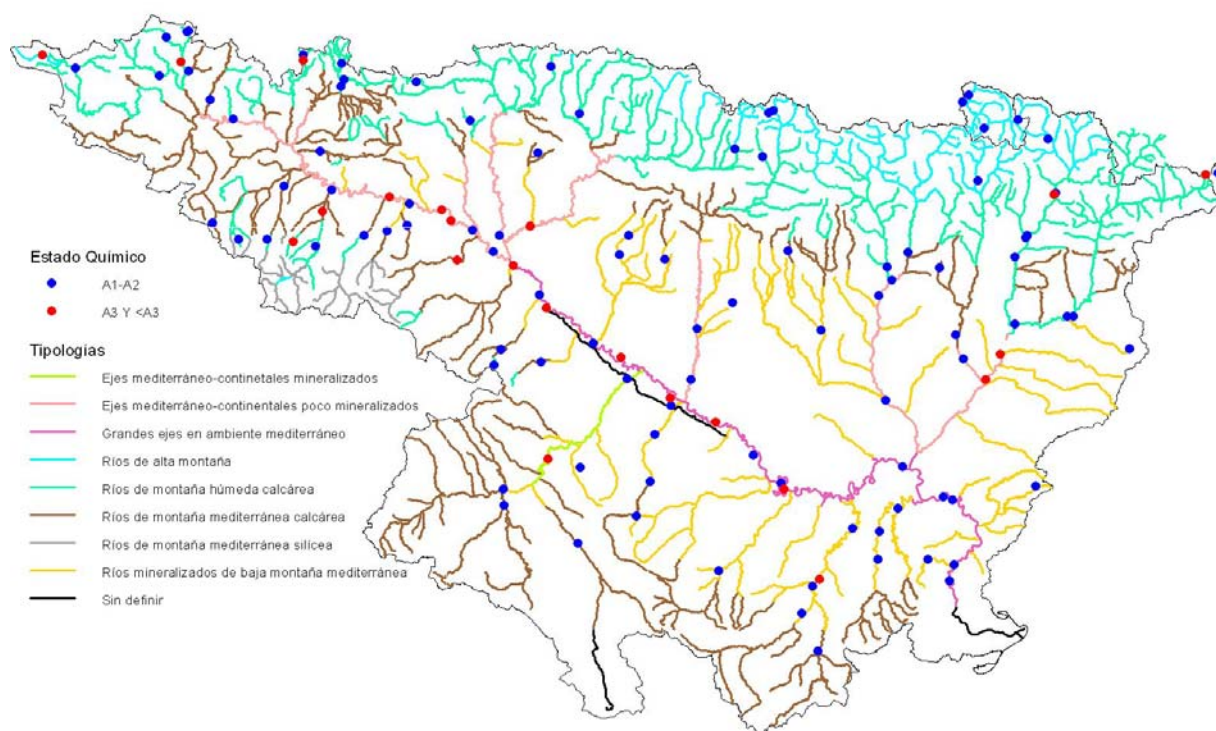 Estado Químico
A1-A2
A3 Y <A3
Tipologías
Ejes mediterráneo-continetales mineralizados
Ejes mediterráneo-continentales poco mineralizados
Grandes ejes en ambiente mediterráneo
Ríos de alta montaña
Ríos de montaña húmeda calcárea
Ríos de montaña mediterránea calcárea
Ríos de montaña mediterránea silícea
Ríos mineralizados de baja montaña mediterránea
Sin definir